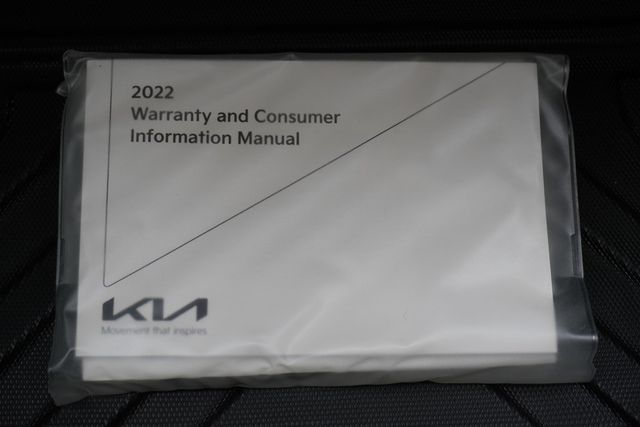 2022
Warranty and Consumer
Information Manual
KIA
Movement that inspires